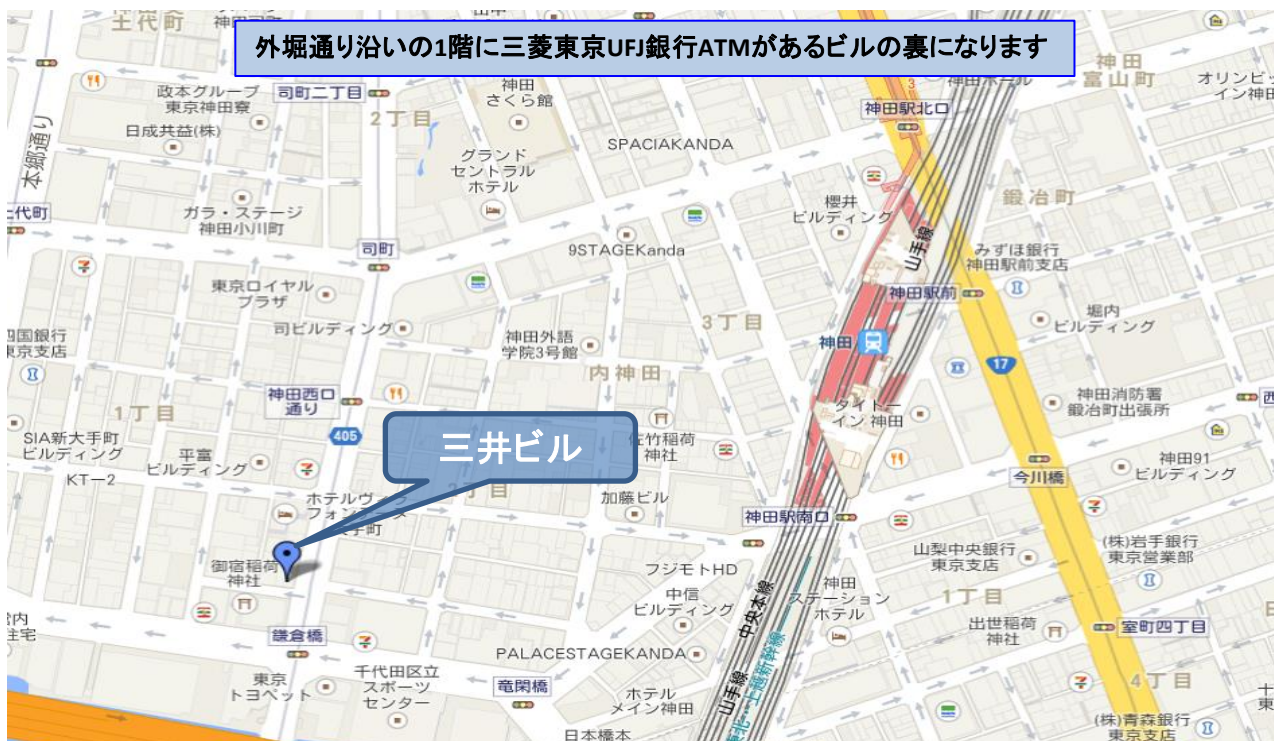 外堀通り沿いの1階に三菱東京UFJ銀行ATMがあるビルの裏になります
土代町
神田
富山町
オリンピッ
イン神田
政本グループ
東京神田寮
司町二丁目
神田
さくら館
神田駅北口
2丁目
日成共益(株)
本郷通り
SPACIAKANDA
グランド
セントラル
ホテル
鍛冶町
櫻井
ビルディング
ガラ・ステージ
神田小川町
司町
9STAGEKanda
山手線
みずほ銀行
神田駅前支店
東京ロイヤル
プラザ
神田駅前
堀内
ビルディング
司ビルディング
3丁目
神田
四国銀行
東京支店
神田外語
学院3号館
内神田
17
神田西口
通り
神田消防署
鍛冶町出張所
1丁目
405
三井ビル
佐竹稲荷
神社
タイトー
イン 神田
SIA新大手町
ビルディング
平富
ビルディング
KT-2
神田91
ビルディング
今川橋
加藤ビル
神田駅南口
山梨中央銀行
東京支店
(株)岩手銀行
東京営業部
御宿稲荷
神社
フジモトHD
中信
ビルディング
中央本線
神田
ステーション
ホテル
1丁目
出世稲荷
神社
室町四丁目
鎌倉橋
PALACESTAGEKANDA
東京
トヨペット
千代田区立
スポーツ
センター
竜閑橋
ホテル
メイン神田
山手線
東北・上越新幹線
4丁目
日本橋本
(株)青森銀行
東京支店